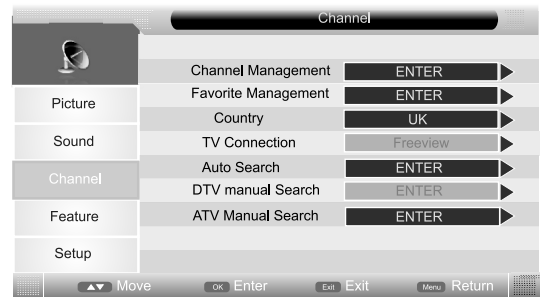 Channel
Channel Management ENTER
Favorite Management ENTER
Country UK
TV Connection Freeview
Auto Search ENTER
DTV manual Search ENTER
ATV Manual Search ENTER
Picture
Sound
Channel
Feature
Setup
Move OK Enter Exit Exit Menu Return